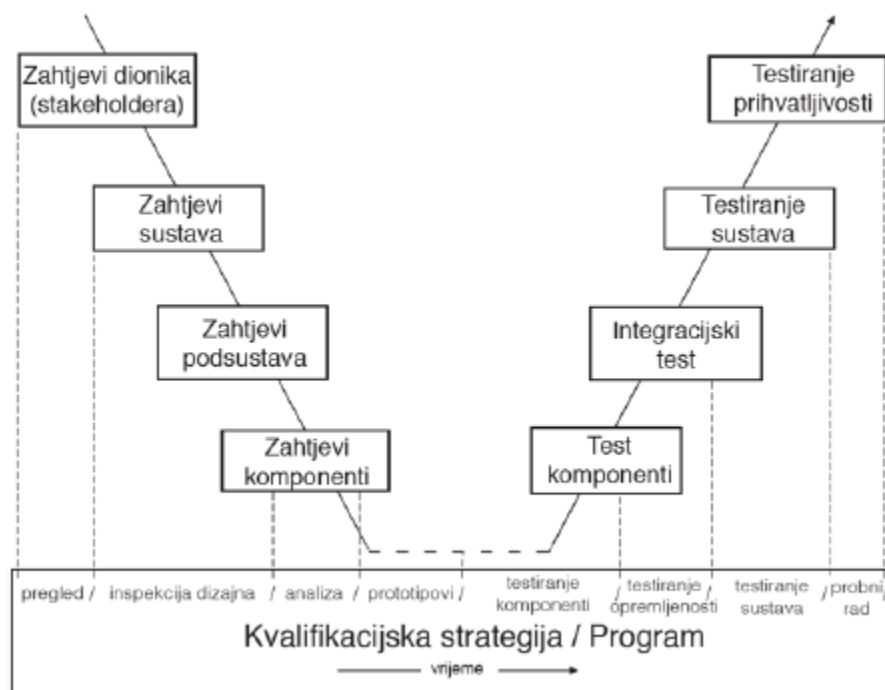 Zahtjevi dionika
(stakeholdera)
Testiranje
prihvatljivosti
Zahtjevi
sustava
Testiranje
sustava
Zahtjevi
podsustava
Integracijski
test
Zahtjevi
komponenti
Test
komponenti
pregled / inspekcija dizajna / analiza / prototipovi / testiranje komponenti / testiranje opremljenosti / testiranje sustava / probni rad /
Kvalifikacijska strategija / Program
vrijeme